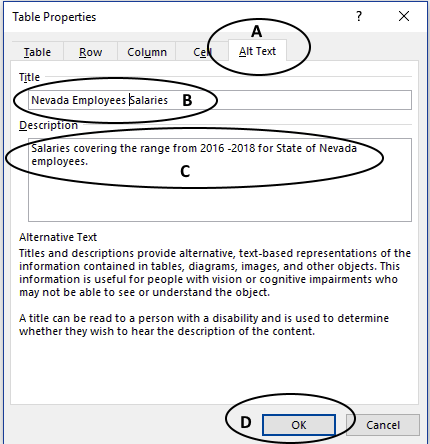 Table Properties ? ×
A
Table Row Column Cell Alt Text
Title
Nevada Employees Salaries B
Description
Salaries covering the range from 2016 -2018 for State of Nevada
employees.
C
Alternative Text
Titles and descriptions provide alternative, text-based representations of the
information contained in tables, diagrams, images, and other objects. This
information is useful for people with vision or cognitive impairments who
may not be able to see or understand the object.
A title can be read to a person with a disability and is used to determine
whether they wish to hear the description of the content.
D OK Cancel